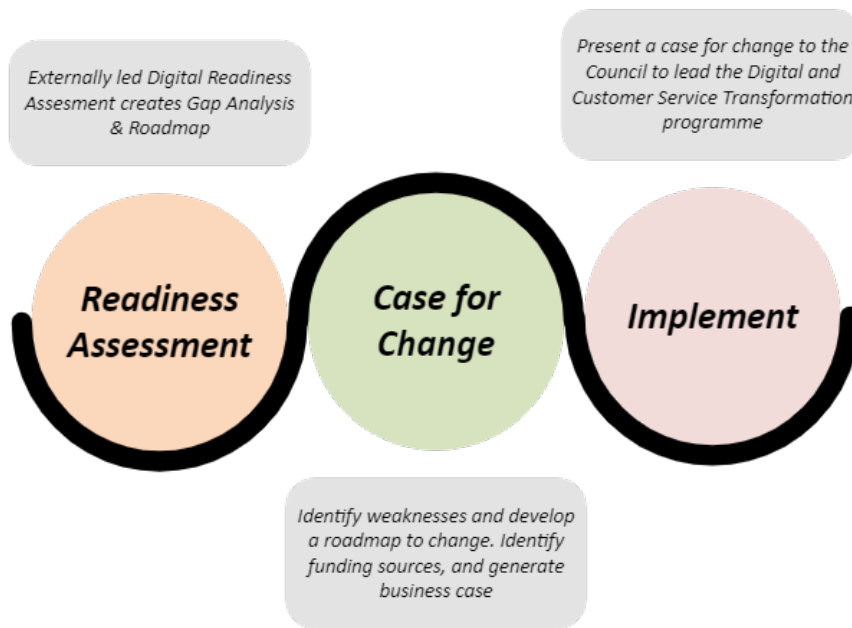 Externally led Digital Readiness
Assesment creates Gap Analysis
& Roadmap
Present a case for change to the
Council to lead the Digital and
Customer Service Transformation
programme
Readiness
Assessment
Case for
Change
Implement
Identify weaknesses and develop
a roadmap to change. Identify
funding sources, and generate
business case